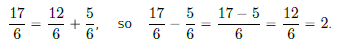 17/6 = 12/6 + 5/6, so 17/6 − 5/6 = (17 − 5)/6 = 12/6 = 2.